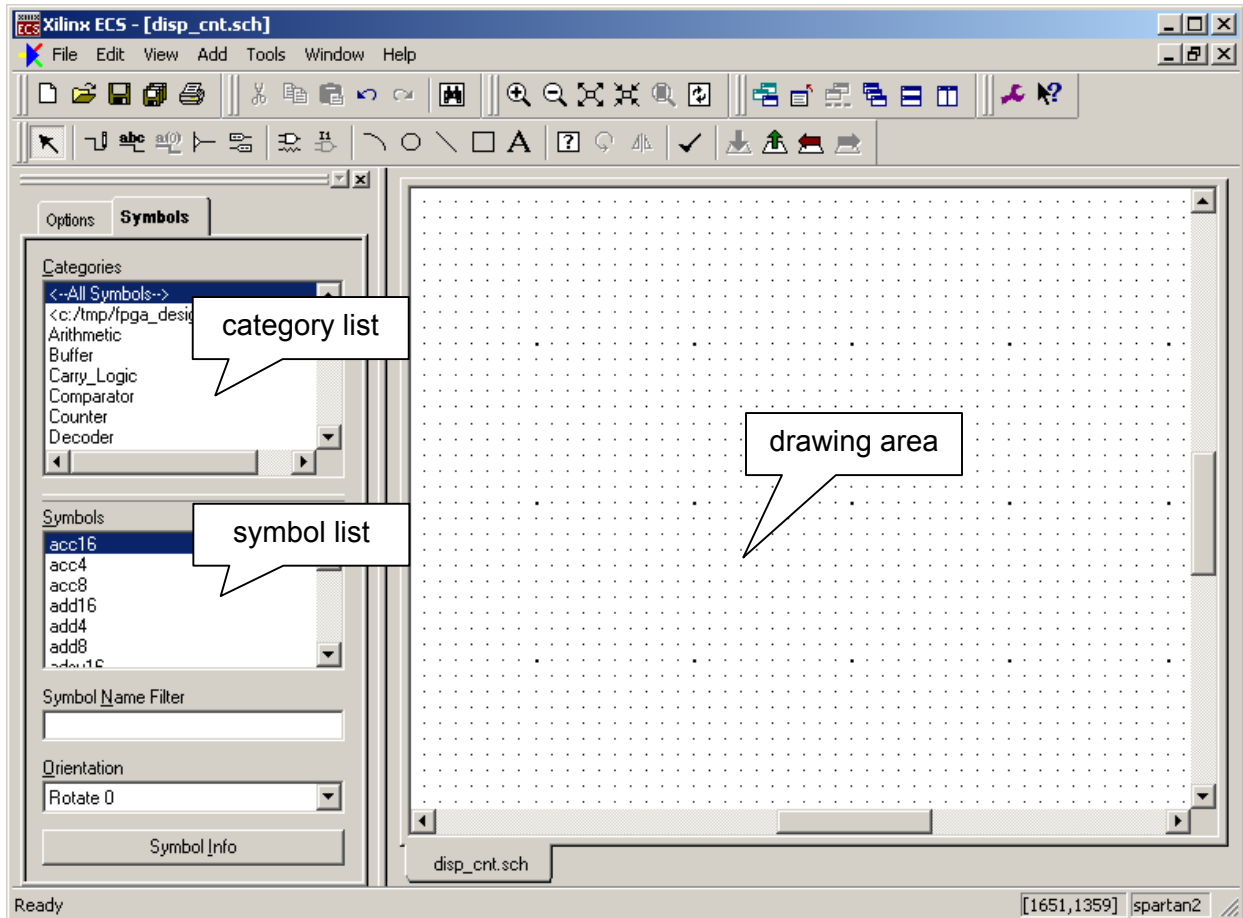 Xilinx ECS - [disp_cnt.sch]
File Edit View Add Tools Window Help
abc
A
Options Symbols
Categories
<--All Symbols-->
<c:/tmp/fpga_desig
Arithmetic
Buffer
Carry_Logic
Comparator
Counter
Decoder
category list
drawing area
Symbols
acc16
acc4
acc8
add16
add4
add8
symbol list
Symbol Name Filter
Orientation
Rotate 0
Symbol Info
disp_cnt.sch
Ready [1651,1359] spartan2